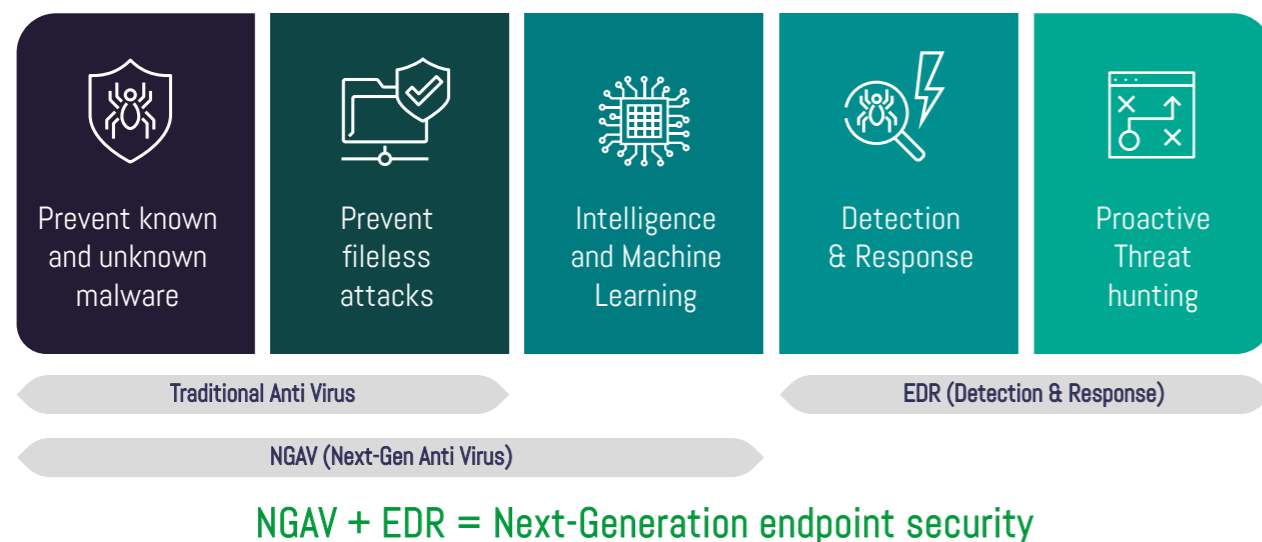 Prevent known
and unknown
malware
Prevent
fileless
attacks
Intelligence
and Machine
Learning
Detection
& Response
Proactive
Threat
hunting
Traditional Anti Virus
EDR (Detection & Response)
NGAV (Next-Gen Anti Virus)
NGAV + EDR = Next-Generation endpoint security